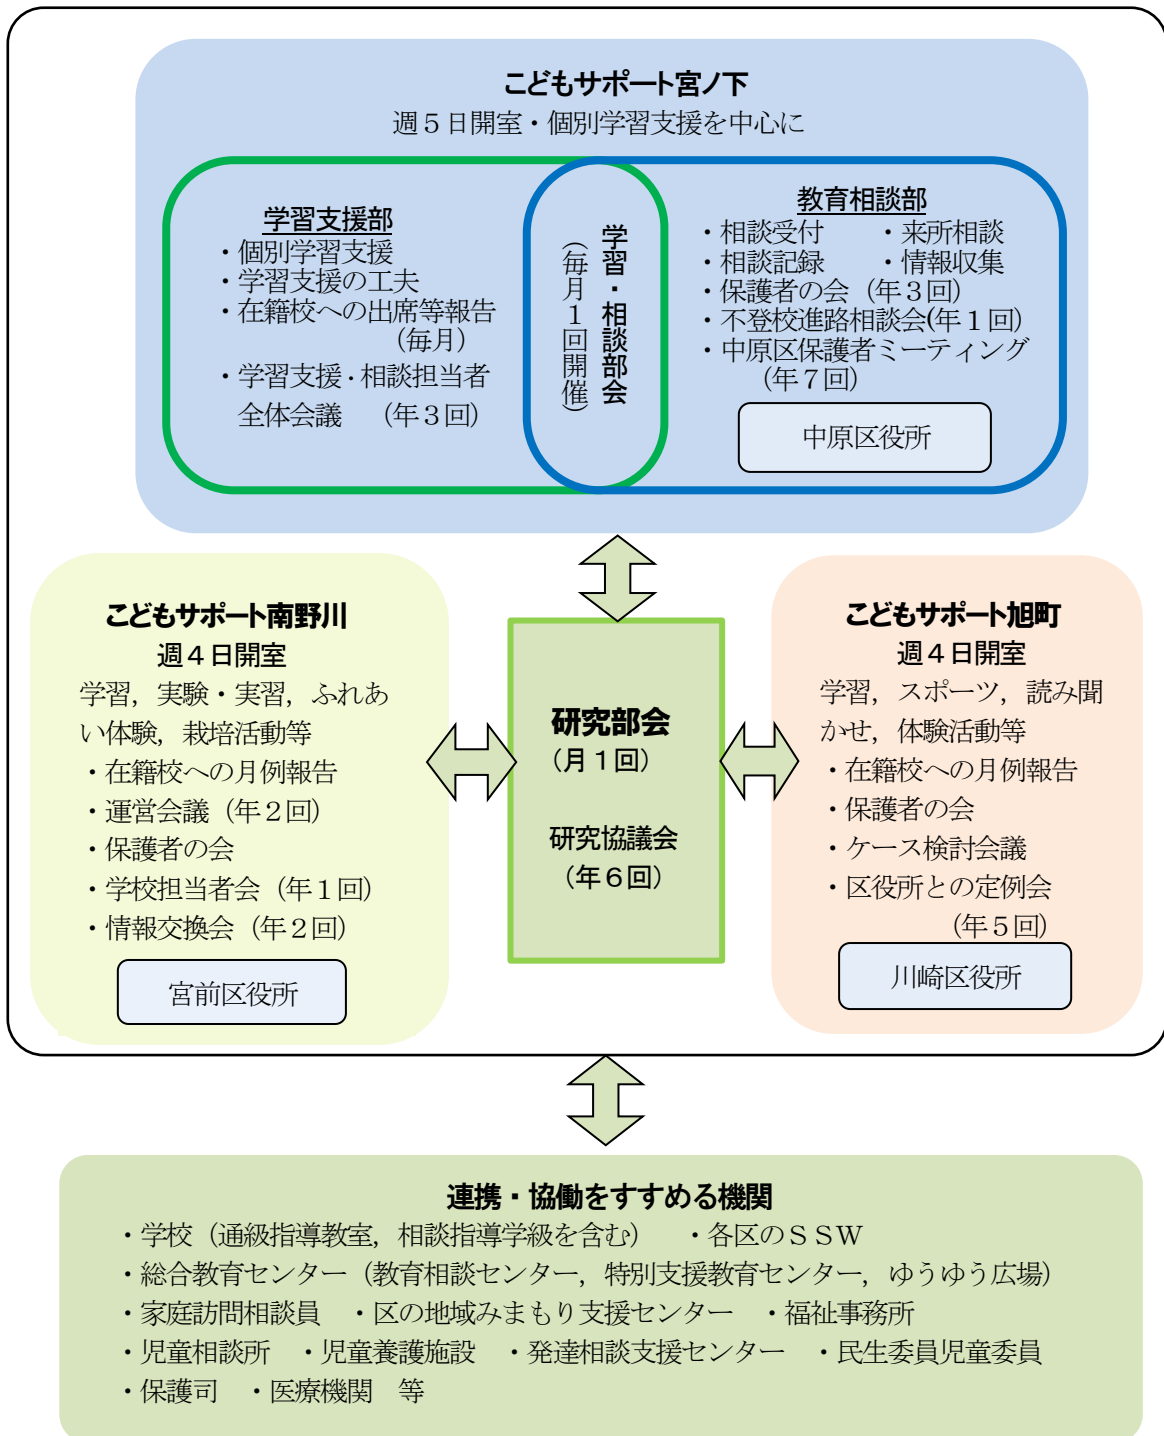 こどもサポート宮ノ下
週５日開室・個別学習支援を中心に
学習支援部
・個別学習支援
・学習支援の工夫
・在籍校への出席等報告
（毎月）
・学習支援・相談担当者
全体会議　（年３回）
学習・相談部会
（毎月１回開催）
教育相談部
・相談受付　　・来所相談
・相談記録　　・情報収集
・保護者の会（年３回）
・不登校進路相談会(年１回）
・中原区保護者ミーティング
（年７回）
中原区役所
こどもサポート南野川
週４日開室
学習，実験・実習，ふれあ
い体験，栽培活動等
・在籍校への月例報告
・運営会議（年２回）
・保護者の会
・学校担当者会（年１回）
・情報交換会（年２回）
宮前区役所
研究部会
（月１回）
研究協議会
（年６回）
こどもサポート旭町
週４日開室
学習，スポーツ，読み聞
かせ，体験活動等
・在籍校への月例報告
・保護者の会
・ケース検討会議
・区役所との定例会
（年５回）
川崎区役所
連携・協働をすすめる機関
・学校（通級指導教室，相談指導学級を含む）　・各区のＳＳＷ
・総合教育センター（教育相談センター，特別支援教育センター，ゆうゆう広場）
・家庭訪問相談員　・区の地域みまもり支援センター　・福祉事務所
・児童相談所　・児童養護施設　・発達相談支援センター　・民生委員児童委員
・保護司　・医療機関　等